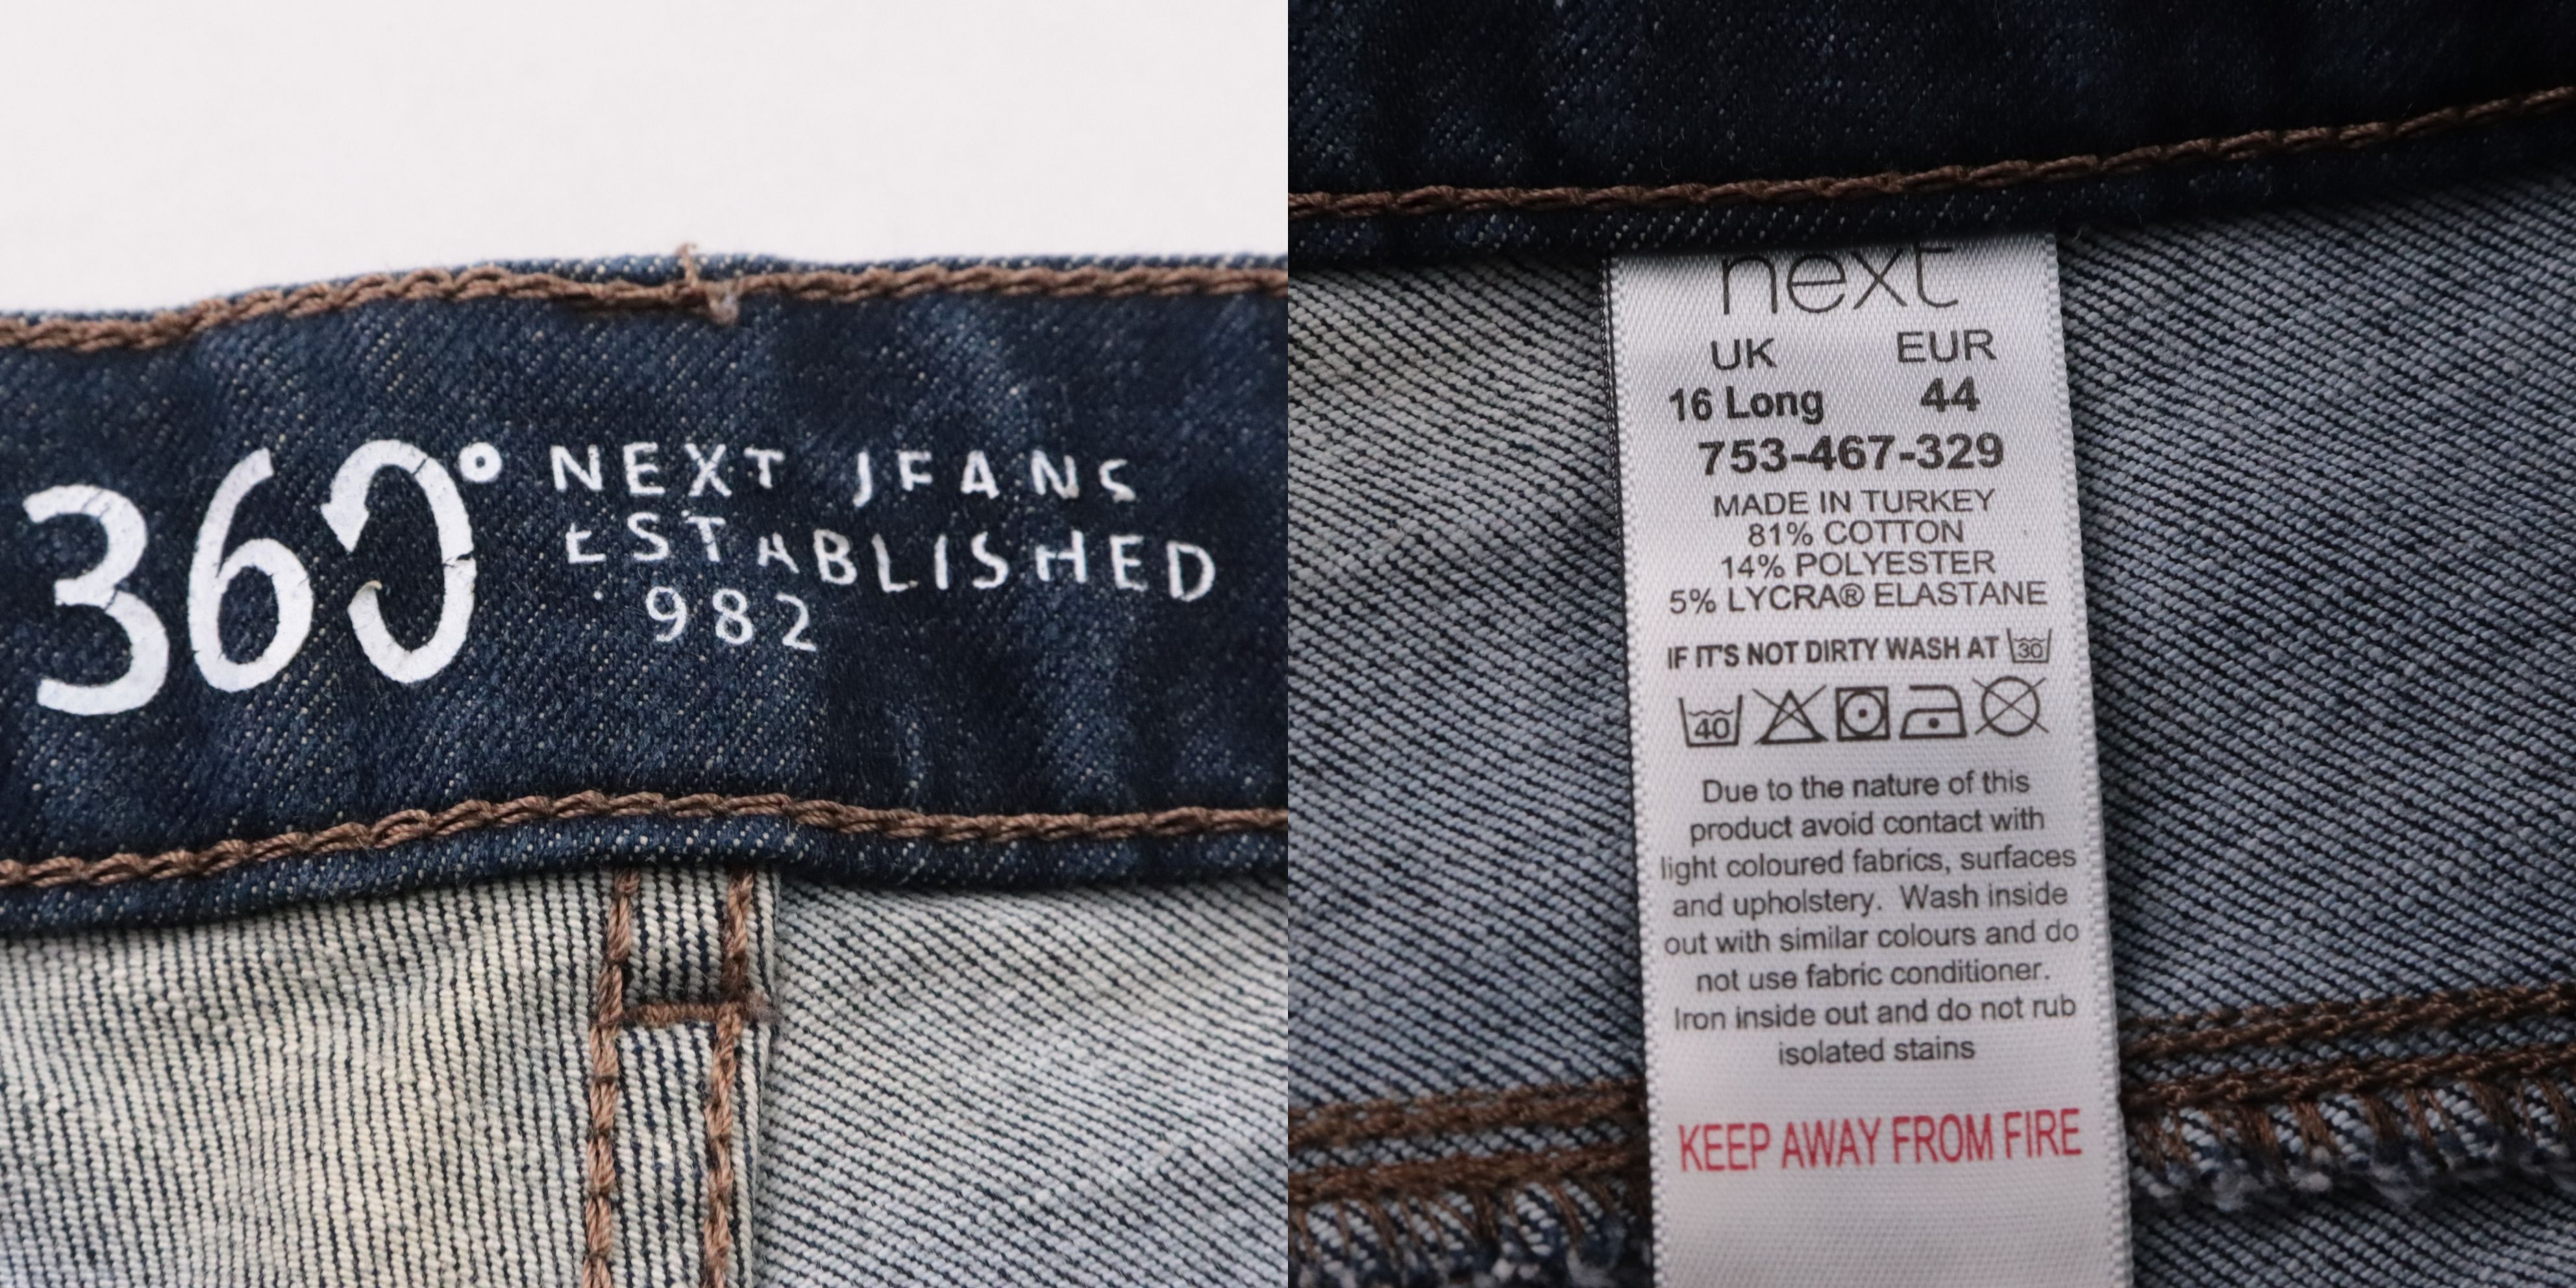 360°
NEXT JEANS
ESTABLISHED
982
next
UK EUR
16 Long 44
753-467-329
MADE IN TURKEY
81% COTTON
14% POLYESTER
5% LYCRA® ELASTANE
IF IT'S NOT DIRTY WASH AT 30
40
Due to the nature of this
product avoid contact with
light coloured fabrics, surfaces
and upholstery. Wash inside
out with similar colours and do
not use fabric conditioner.
Iron inside out and do not rub
isolated stains
KEEP AWAY FROM FIRE